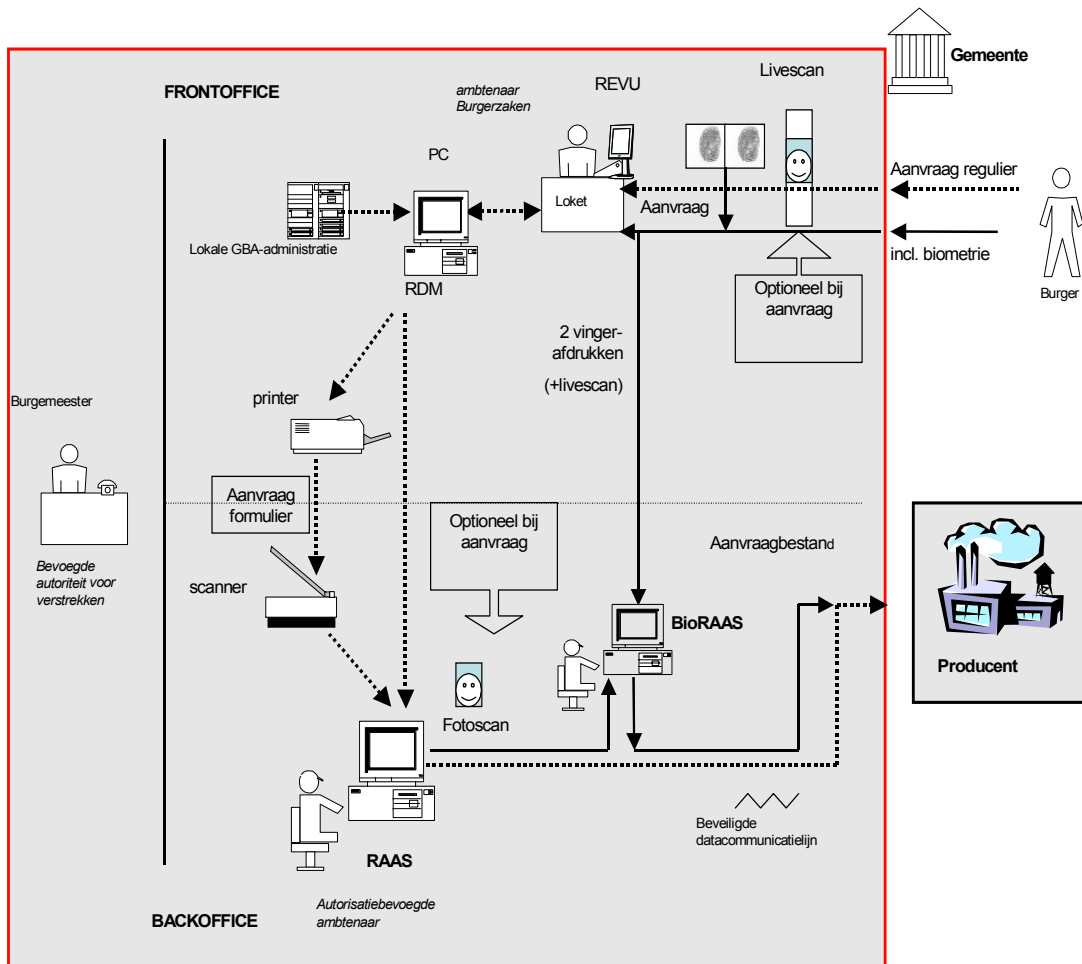 Gemeente
Livescan
REVU
FRONTOFFICE
ambtenaar
Burgerzaken
PC
Aanvraag regulier
Loket
Aanvraag
Lokale GBA-administratie
incl. biometrie
RDM
Optioneel bij
aanvraag
Burger
2 vinger-
afdrukken
(+livescan)
printer
Burgemeester
Aanvraag
formulier
Optioneel bij
aanvraag
Aanvraagbestand
Bevoegde
autoriteit voor
verstrekken
scanner
BioRAAS
Producent
Fotoscan
Beveiligde
datacommunicatielijn
RAAS
Autorisatiebevoegde
ambtenaar
BACKOFFICE